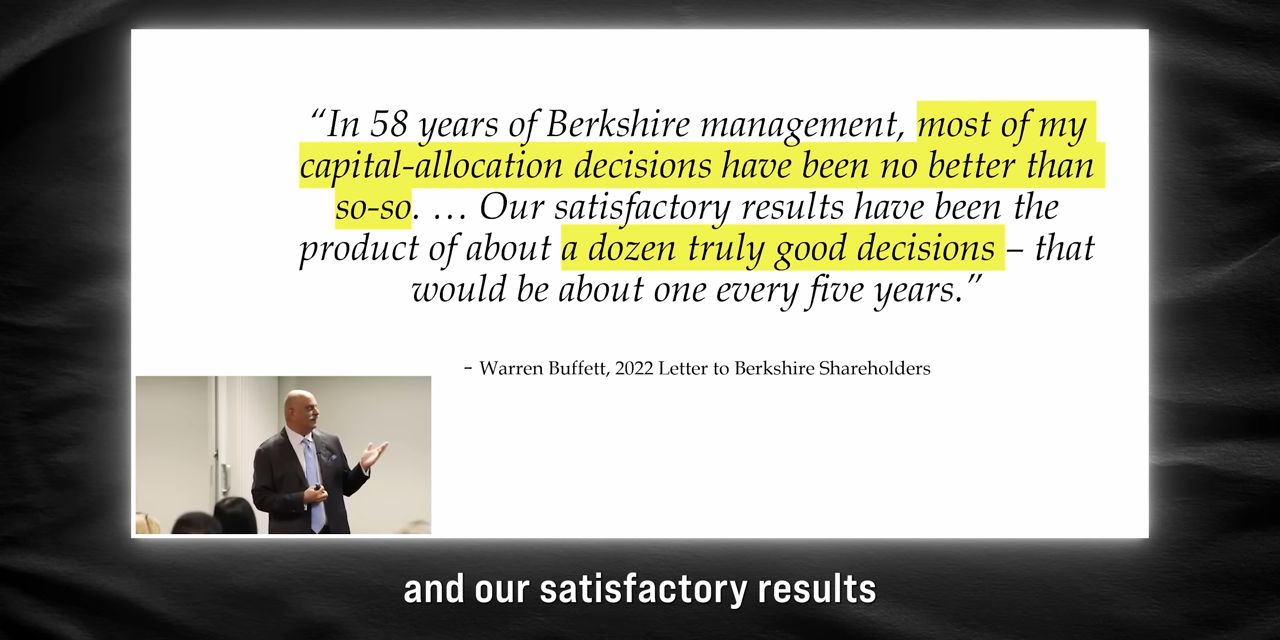 “In 58 years of Berkshire management, most of my
capital-allocation decisions have been no better than
so-so. … Our satisfactory results have been the
product of about a dozen truly good decisions – that
would be about one every five years.”
– Warren Buffett, 2022 Letter to Berkshire Shareholders
and our satisfactory results